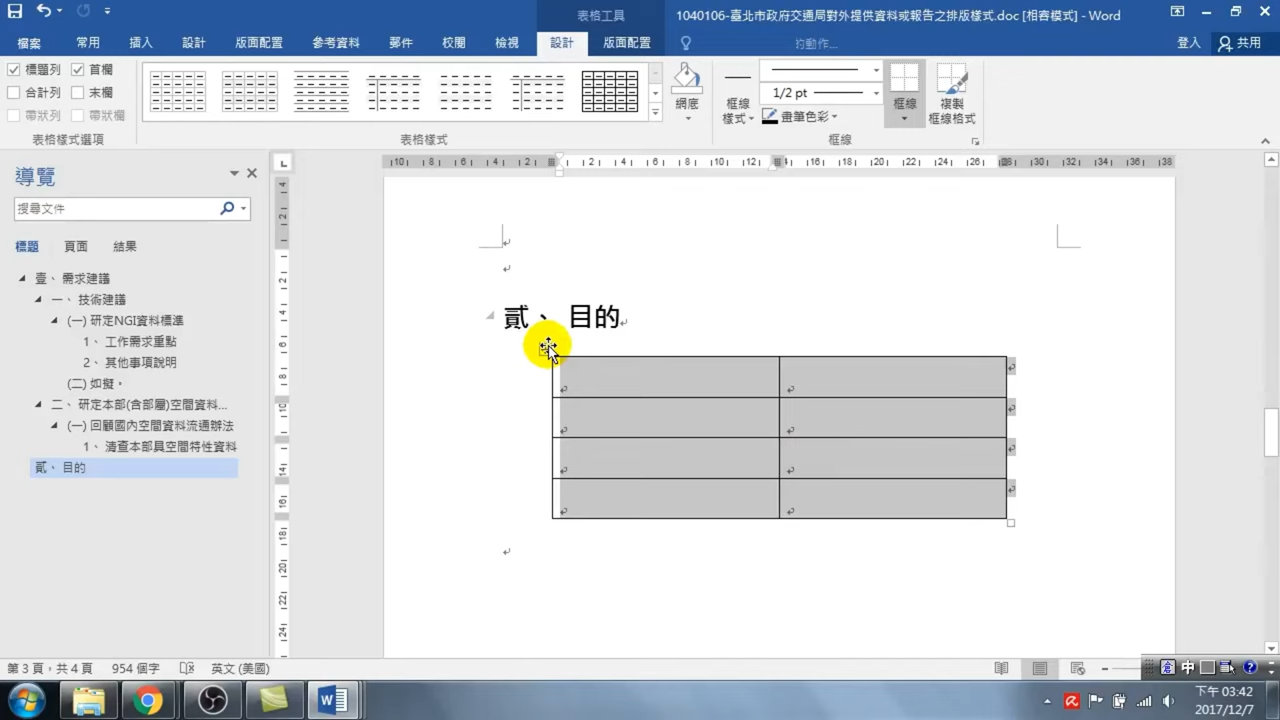 表格工具
1040106-臺北市政府交通局對外提供資料或報告之排版樣式.doc [相容模式] - Word
檔案 常用 插入 設計 版面配置 參考資料 郵件 校閱 檢視 設計 版面配置 的動作... 登入 共用
標題列 首欄
合計列 末欄
帶狀列 帶狀欄
表格樣式選項
表格樣式
網底
框線
樣式
1/2 pt
畫筆色彩
框線
複製
框線格式
框線
導覽
搜尋文件
標題 頁面 結果
壹、 需求建議
一、 技術建議
(一) 研定NGI資料標準
1、 工作需求重點
2、 其他事項說明
(二) 如擬。
二、 研定本部(含部屬)空間資料...
(一) 回顧國內空間資料流通辦法
1、 清查本部具空間特性資料
貳、 目的
貳、 目的
第 3 頁，共 4 頁 954 個字 英文 (美國)
中
下午 03:42
2017/12/7